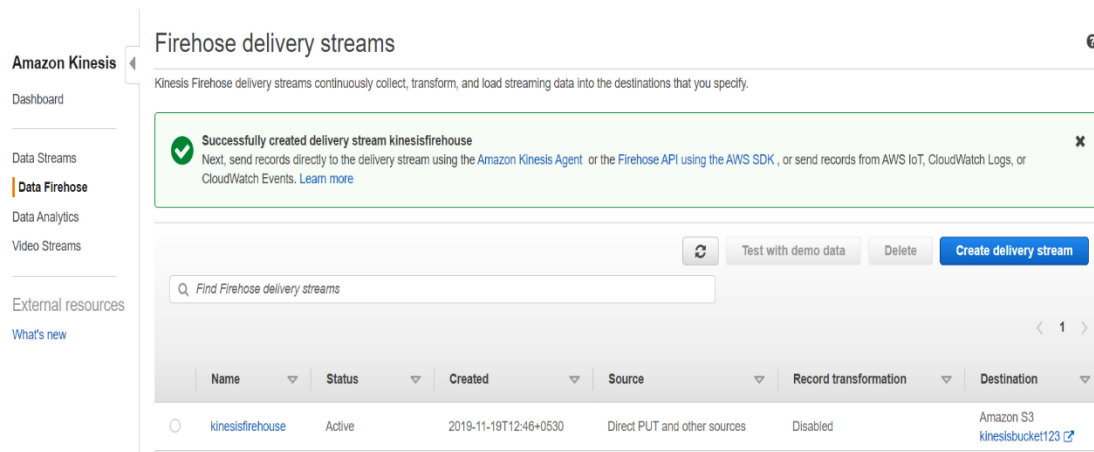 Amazon Kinesis
Dashboard
Data Streams
Data Firehose
Data Analytics
Video Streams
External resources
What's new
Firehose delivery streams
Kinesis Firehose delivery streams continuously collect, transform, and load streaming data into the destinations that you specify.
Successfully created delivery stream kinesisfirehouse
Next, send records directly to the delivery stream using the Amazon Kinesis Agent or the Firehose API using the AWS SDK , or send records from AWS IoT, CloudWatch Logs, or
CloudWatch Events. Learn more
Test with demo data Delete Create delivery stream
Find Firehose delivery streams
1
Name Status Created Source Record transformation Destination
kinesisfirehouse Active 2019-11-19T12:46+0530 Direct PUT and other sources Disabled Amazon S3
kinesisbucket123